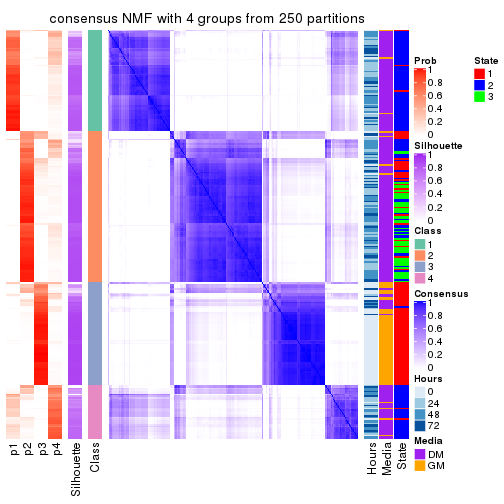 consensus NMF with 4 groups from 250 partitions
Prob
1
0.8
0.6
0.4
0.2
0
State
1
2
3
Silhouette
1
0.8
0.6
0.4
0.2
0
Class
1
2
3
4
Consensus
1
0.8
0.6
0.4
0.2
0
Hours
0
24
48
72
Media
DM
GM
p1
p2
p3
p4
Silhouette
Class
Hours
Media
State